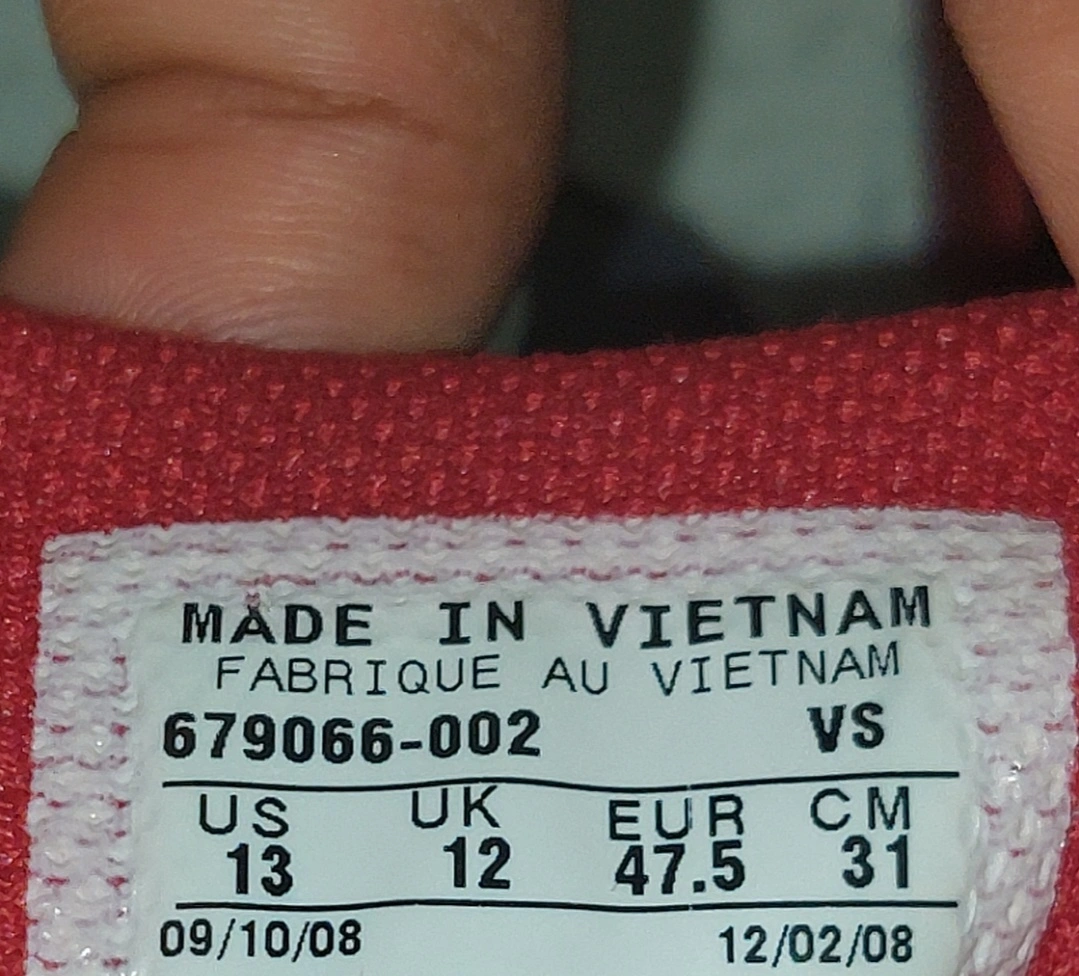 MADE IN VIETNAM
FABRIQUE AU VIETNAM
679066-002 VS
US UK EUR CM
13 12 47.5 31
09/10/08 12/02/08